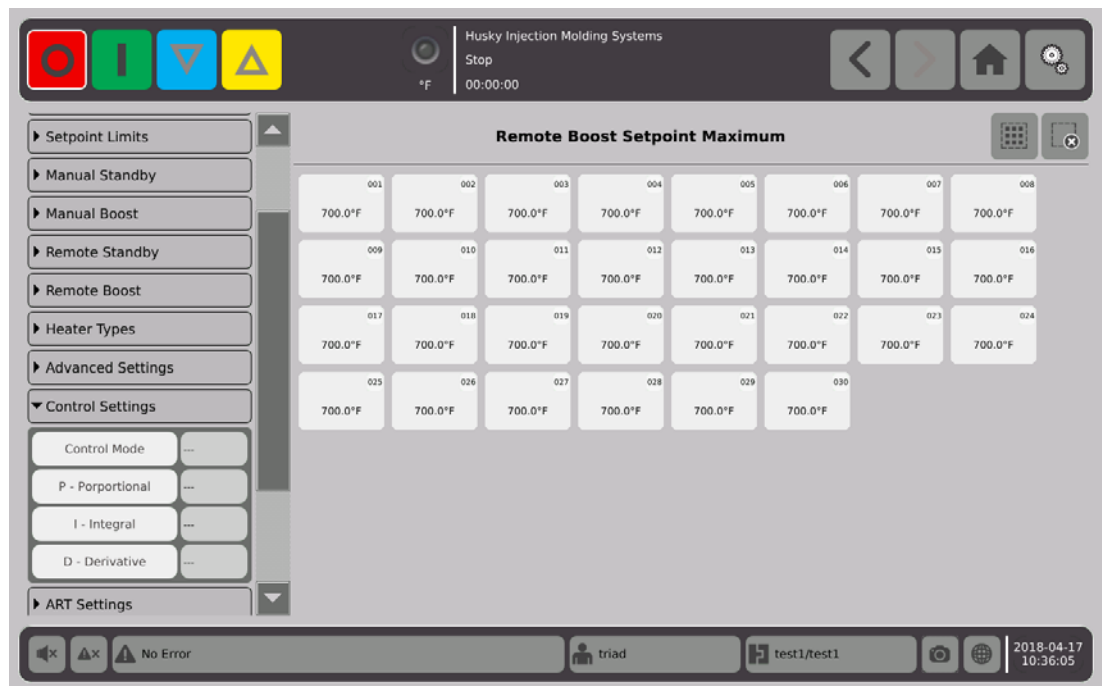 Husky Injection Molding Systems
Stop
°F 00:00:00
Setpoint Limits
Manual Standby
Manual Boost
Remote Standby
Remote Boost
Heater Types
Advanced Settings
Control Settings
Control Mode ---
P - Porportional ---
I - Integral ---
D - Derivative ---
ART Settings
Remote Boost Setpoint Maximum
001 002 003 004 005 006 007 008
700.0°F 700.0°F 700.0°F 700.0°F 700.0°F 700.0°F 700.0°F 700.0°F
009 010 011 012 013 014 015 016
700.0°F 700.0°F 700.0°F 700.0°F 700.0°F 700.0°F 700.0°F 700.0°F
017 018 019 020 021 022 023 024
700.0°F 700.0°F 700.0°F 700.0°F 700.0°F 700.0°F 700.0°F 700.0°F
025 026 027 028 029 030
700.0°F 700.0°F 700.0°F 700.0°F 700.0°F 700.0°F
No Error triad test1/test1 2018-04-17
10:36:05